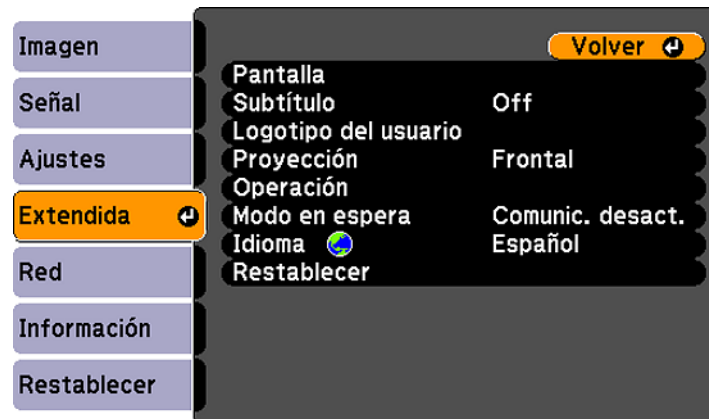 Imagen
Señal
Ajustes
Extendida
Red
Información
Restablecer
Volver
Pantalla
Subtítulo Off
Logotipo del usuario
Proyección Frontal
Operación
Modo en espera Comunic. desact.
Idioma Español
Restablecer